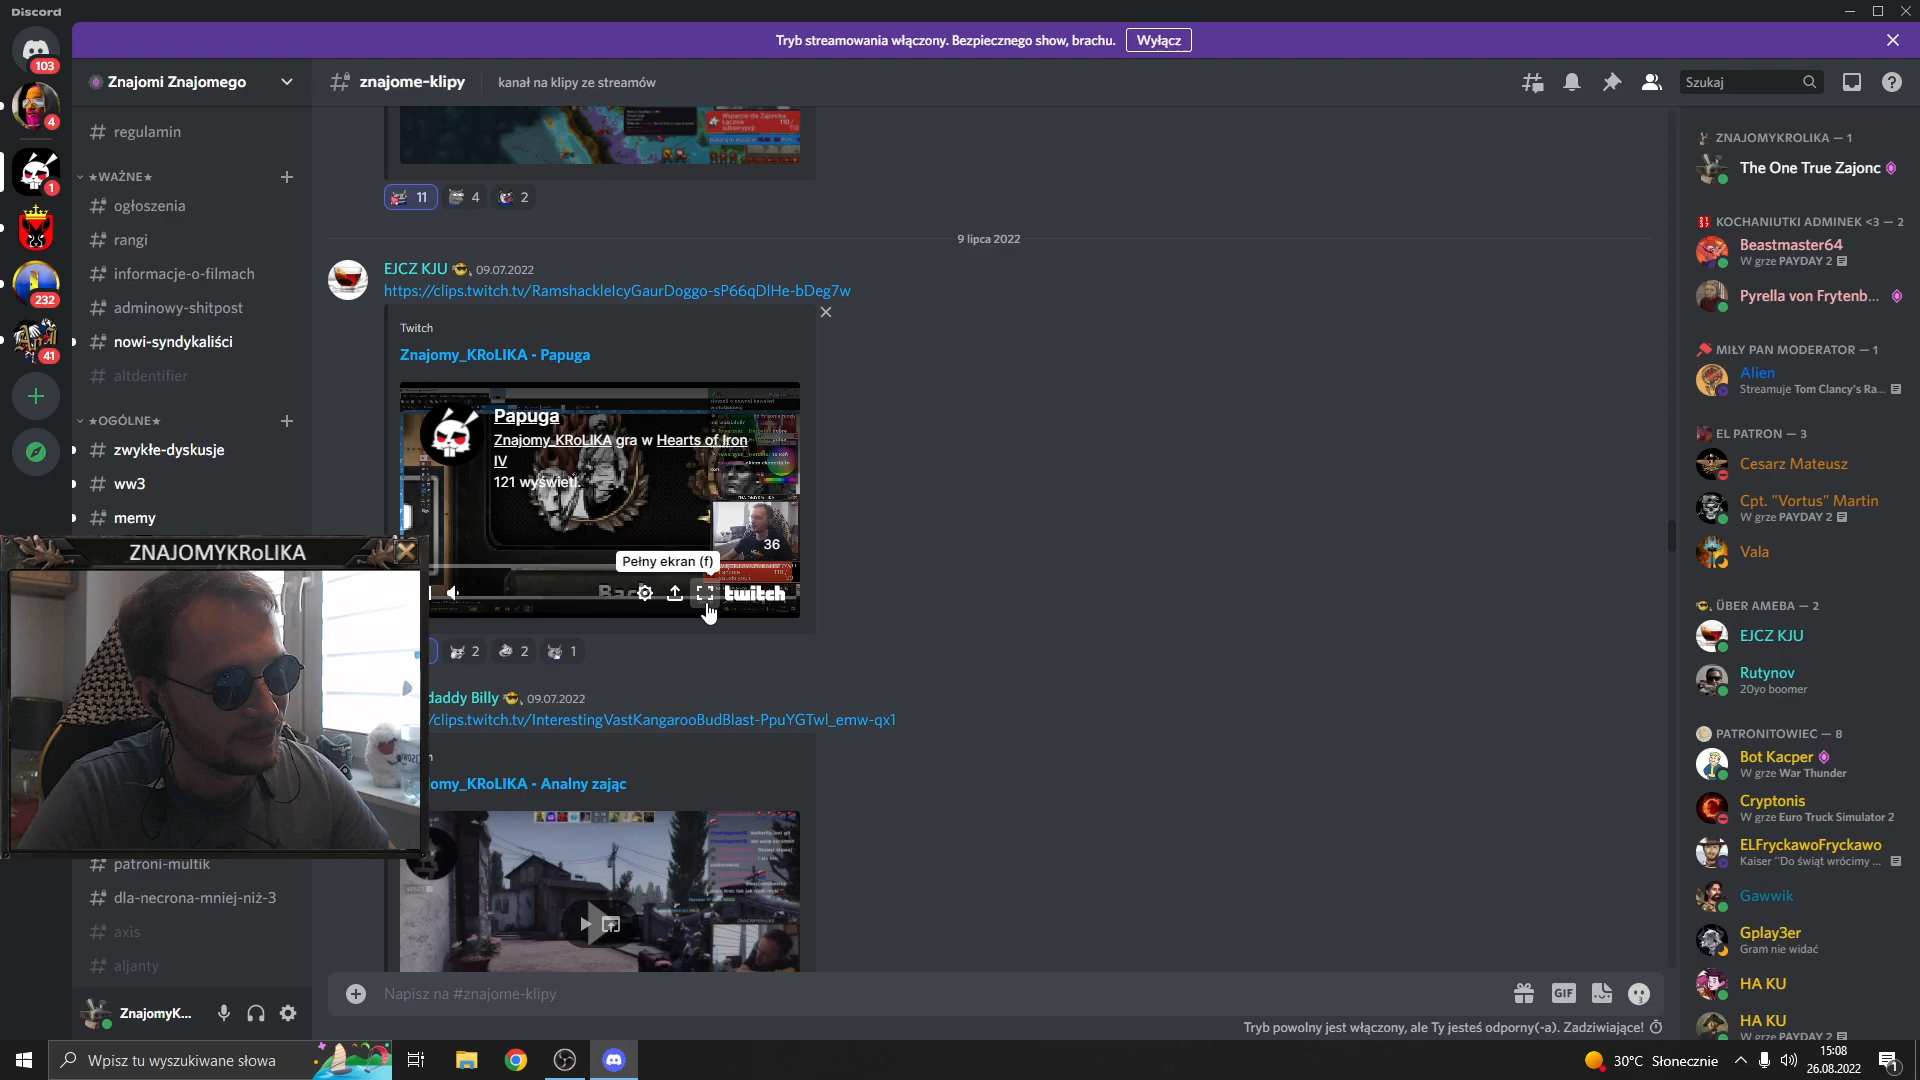 Discord
Tryb streamowania włączony. Bezpiecznego show, brachu.
Wyłącz
103
4
1
232
41
Znajomi Znajomego
znajome-klipy
kanał na klipy ze streamów
Szukaj
regulamin
★WAŻNE★
ogłoszenia
rangi
informacje-o-filmach
adminowy-shitpost
nowi-syndykaliści
altdentifier
★OGÓLNE★
zwykłe-dyskusje
ww3
memy
ZNAJOMYKRoLIKA
patroni-multik
dla-necrona-mniej-niż-3
axis
aljanty
ZnajomyK...
11
4
2
9 lipca 2022
EJCZ KJU
09.07.2022
https://clips.twitch.tv/RamshackleIcyGaurDoggo-sP66qDIHe-bDeg7w
Twitch
Znajomy_KRoLIKA - Papuga
Papuga
Znajomy_KRoLIKA gra w Hearts of Iron
IV
121 wyświetl.
36
Pełny ekran (f)
twitch
2
2
1
daddy Billy
09.07.2022
/clips.twitch.tv/InterestingVastKangarooBudBlast-PpuYGTwl_emw-qx1
omy_KRoLIKA - Analny zając
Napisz na #znajome-klipy
GIF
Tryb powolny jest włączony, ale Ty jesteś odporny(-a). Zadziwiające!
ZNAJOMYKROLIKA — 1
The One True Zajonc
KOCHANIUTKI ADMINEK <3 — 2
Beastmaster64
W grze PAYDAY 2
Pyrella von Frytenb...
MIŁY PAN MODERATOR — 1
Alien
Streamuje Tom Clancy's Ra...
EL PATRON — 3
Cesarz Mateusz
Cpt. "Vortus" Martin
W grze PAYDAY 2
Vala
ÜBER AMEBA — 2
EJCZ KJU
Rutynov
20yo boomer
PATRONITOWIEC — 8
Bot Kacper
W grze War Thunder
Cryptonis
W grze Euro Truck Simulator 2
ELFryckawoFryckawo
Kaiser "Do świąt wrócimy ...
Gawwik
Gplay3er
Gram nie widać
HA KU
HA KU
W grze PAYDAY 2
Wpisz tu wyszukiwane słowa
30°C Słonecznie
15:08
26.08.2022
1